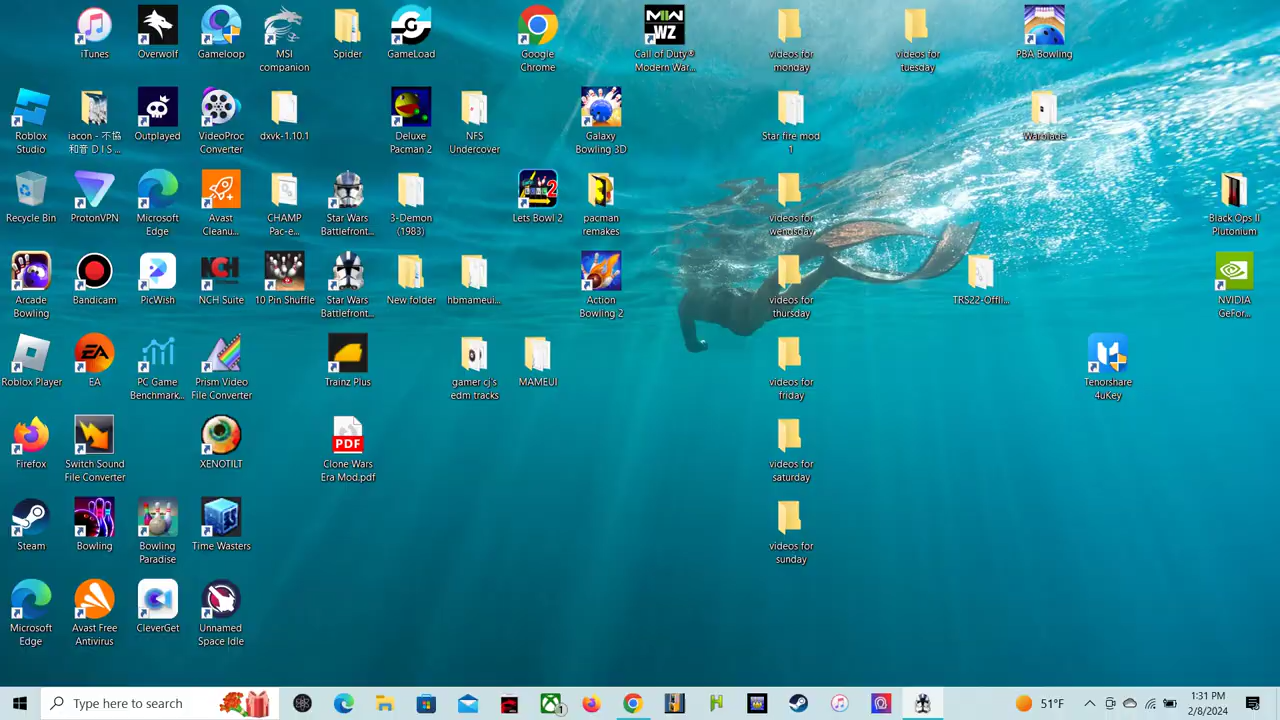 iTunes
Overwolf
Gameloop
MSI
companion
Spider
GameLoad
Google
Chrome
MWII
WZ
Call of Duty®
Modern War...
videos for
monday
videos for
tuesday
PBA Bowling
Roblox
Studio
iacon - 不協
和音 D I S ...
Outplayed
VideoProc
Converter
dxvk-1.10.1
Deluxe
Pacman 2
NFS
Undercover
Galaxy
Bowling 3D
Star fire mod
1
Warblade
Recycle Bin
ProtonVPN
Microsoft
Edge
Avast
Cleanu...
CHAMP
Pac-e...
Star Wars
Battlefront...
3-Demon
(1983)
Lets Bowl 2
pacman
remakes
videos for
wendsday
Black Ops II
Plutonium
Arcade
Bowling
Bandicam
PicWish
NCH
NCH Suite
10 Pin Shuffle
Star Wars
Battlefront...
New folder
hbmameui...
Action
Bowling 2
videos for
thursday
TRS22-Offli...
NVIDIA
GeFor...
Roblox Player
EA
EA
PC Game
Benchmark...
Prism Video
File Converter
Trainz Plus
gamer cj's
edm tracks
MAMEUI
videos for
friday
Tenorshare
4uKey
Firefox
Switch Sound
File Converter
XENOTILT
PDF
Clone Wars
Era Mod.pdf
videos for
saturday
Steam
Bowling
Bowling
Paradise
Time Wasters
videos for
sunday
Microsoft
Edge
Avast Free
Antivirus
CleverGet
Unnamed
Space Idle
Type here to search
51°F
1:31 PM
2/8/2024